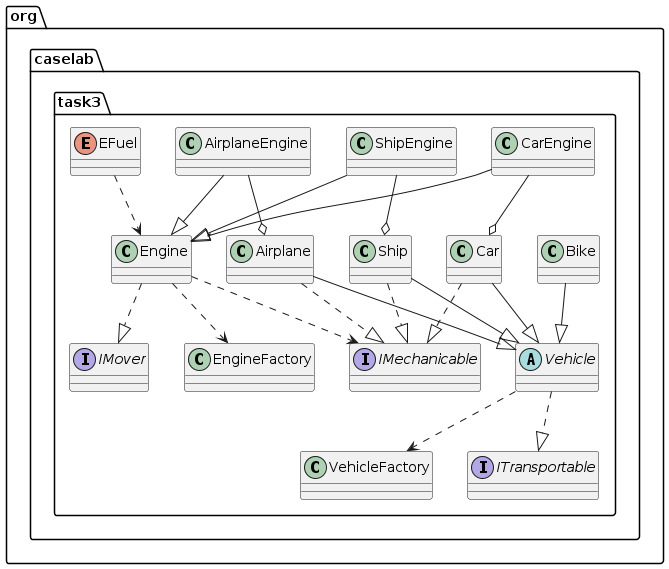 org
caselab
task3
E EFuel
C AirplaneEngine
C ShipEngine
C CarEngine
C Engine
C Airplane
C Ship
C Car
C Bike
I IMover
C EngineFactory
I IMechanicable
A Vehicle
C VehicleFactory
I ITransportable